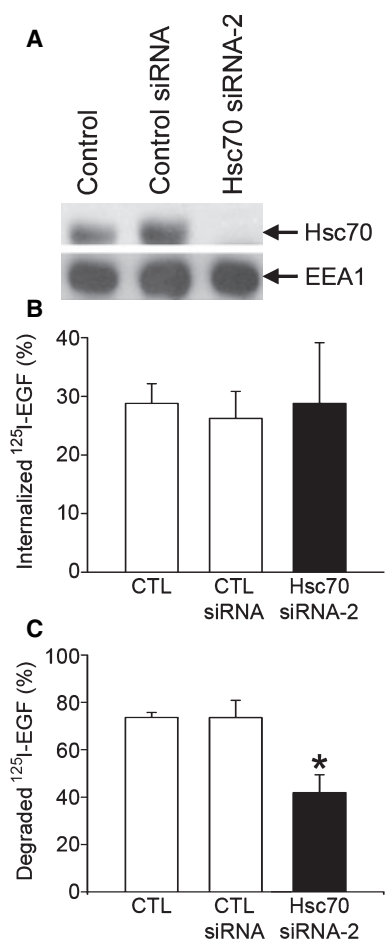 A
Control
Control siRNA
Hsc70 siRNA-2
Hsc70
EEA1
B
Internalized ¹²⁵I-EGF (%)
40
30
20
10
0
CTL
CTL
siRNA
Hsc70
siRNA-2
C
Degraded ¹²⁵I-EGF (%)
100
80
60
40
20
0
*
CTL
CTL
siRNA
Hsc70
siRNA-2